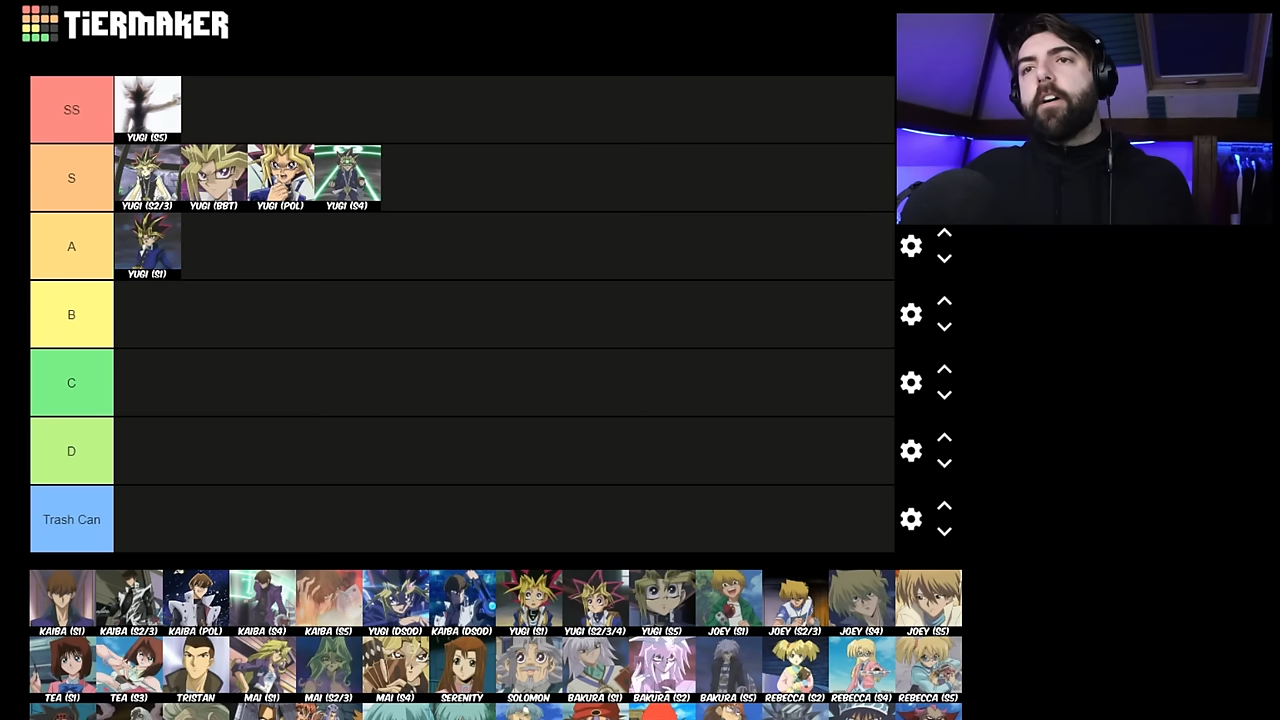 TIERMAKER
SS
YUGI (S5)
S
YUGI (S2/3) YUGI (BBT) YUGI (POL) YUGI (S4)
A
YUGI (S1)
B
C
D
Trash Can
KAIBA (S1) KAIBA (S2/3) KAIBA (POL) KAIBA (S4) KAIBA (S5) YUGI (DSOD) KAIBA (DSOD) YUGI (S1) YUGI (S2/3/4) YUGI (S5) JOEY (S1) JOEY (S2/3) JOEY (S4) JOEY (S5)
TEA (S1) TEA (S3) TRISTAN MAI (S1) MAI (S2/3) MAI (S4) SERENITY SOLOMON BAKURA (S1) BAKURA (S2) BAKURA (S5) REBECCA (S2) REBECCA (S4) REBECCA (S5)